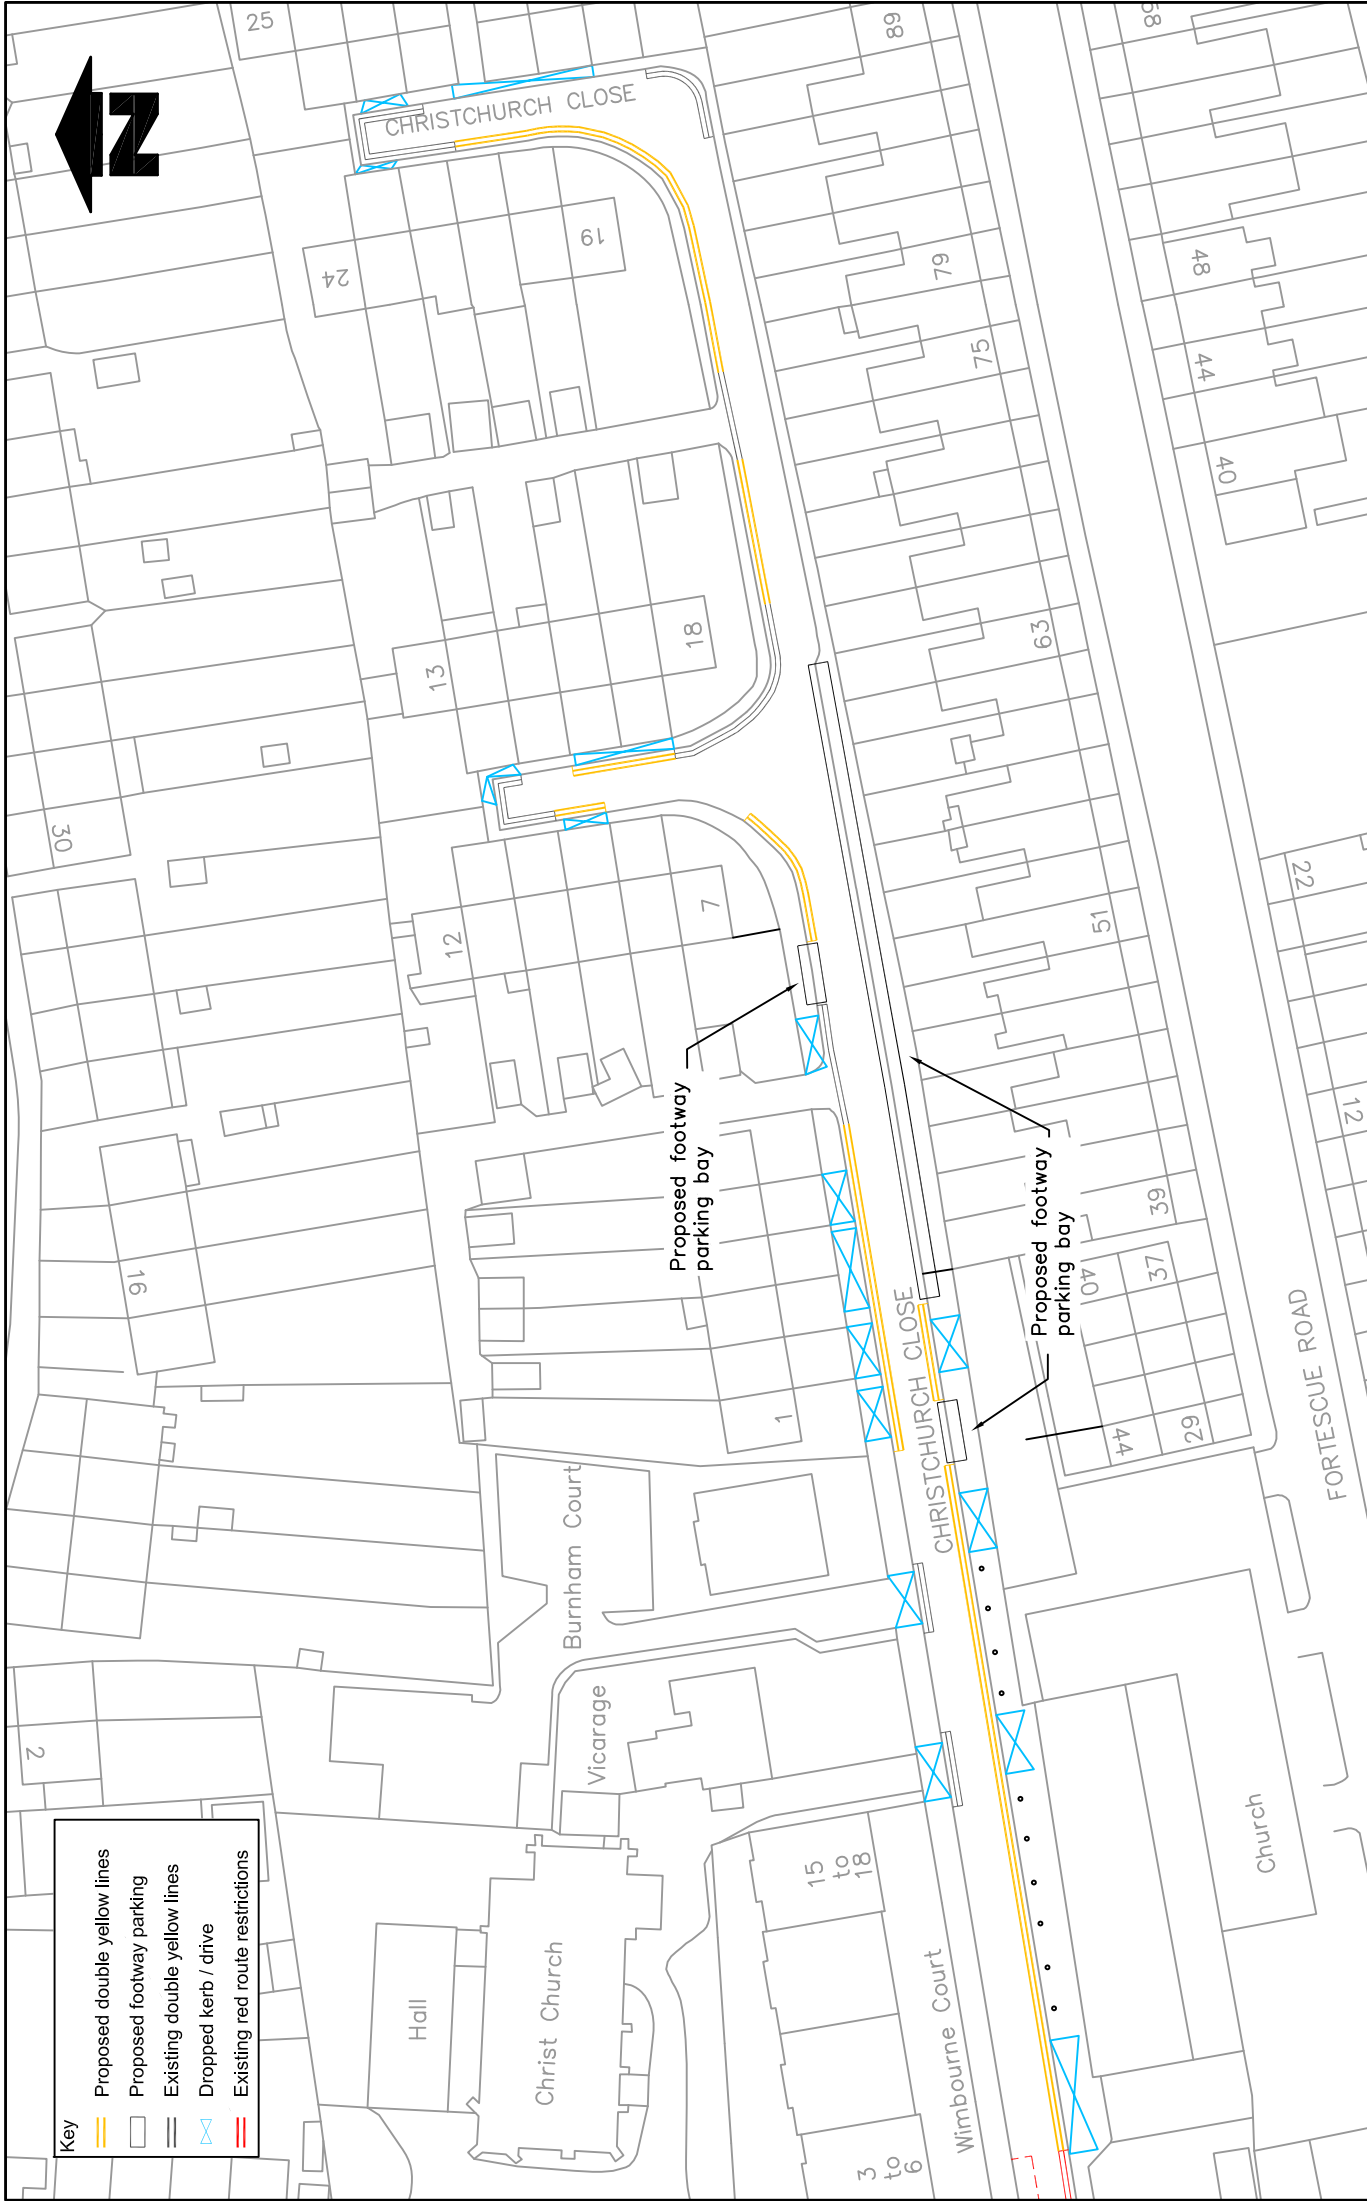 Key
Proposed double yellow lines
Proposed footway parking
Existing double yellow lines
Dropped kerb / drive
Existing red route restrictions
N
2
16
30
25
24
19
CHRISTCHURCH CLOSE
13
18
12
7
Proposed footway
parking bay
Hall
Christ Church
Vicarage
Burnham Court
1
3
to
6
15
to
18
Wimbourne Court
CHRISTCHURCH CLOSE
Proposed footway
parking bay
Church
44
40
29
37
39
51
63
75
79
89
FORTESCUE ROAD
12
22
40
44
48
58